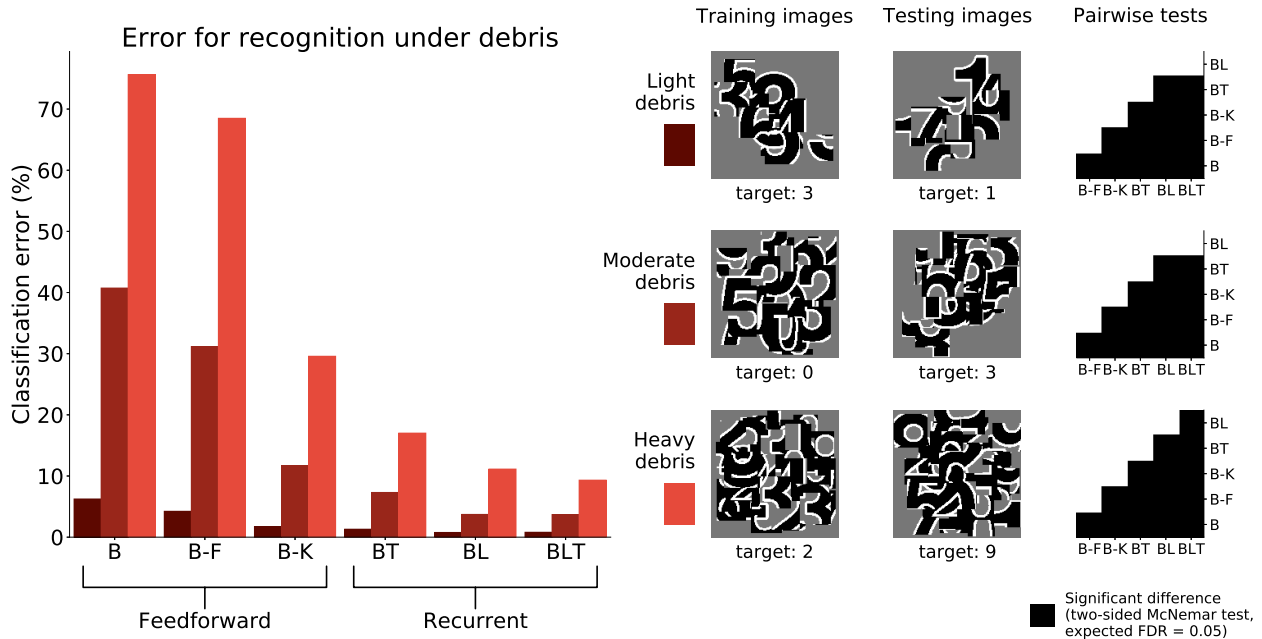 Error for recognition under debris
Classification error (%)
70
60
50
40
30
20
10
0
B
B-F
B-K
BT
BL
BLT
Feedforward
Recurrent
Training images
Testing images
Pairwise tests
Light
debris
target: 3
target: 1
BL
BT
B-K
B-F
B
B-F B-K BT BL BLT
Moderate
debris
target: 0
target: 3
BL
BT
B-K
B-F
B
B-F B-K BT BL BLT
Heavy
debris
target: 2
target: 9
BL
BT
B-K
B-F
B
B-F B-K BT BL BLT
Significant difference
(two-sided McNemar test,
expected FDR = 0.05)